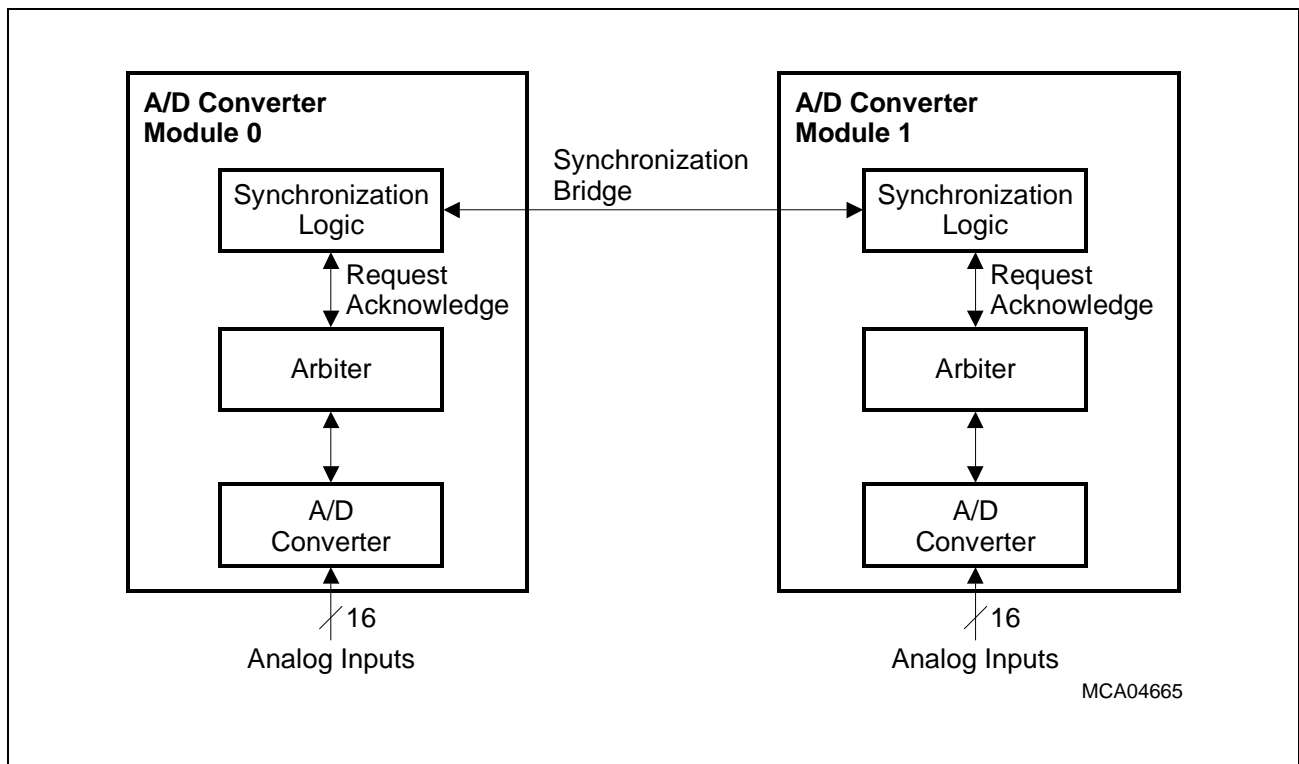 A/D Converter
Module 0
Synchronization
Logic
Request
Acknowledge
Arbiter
A/D
Converter
16
Analog Inputs
Synchronization
Bridge
A/D Converter
Module 1
Synchronization
Logic
Request
Acknowledge
Arbiter
A/D
Converter
16
Analog Inputs
MCA04665